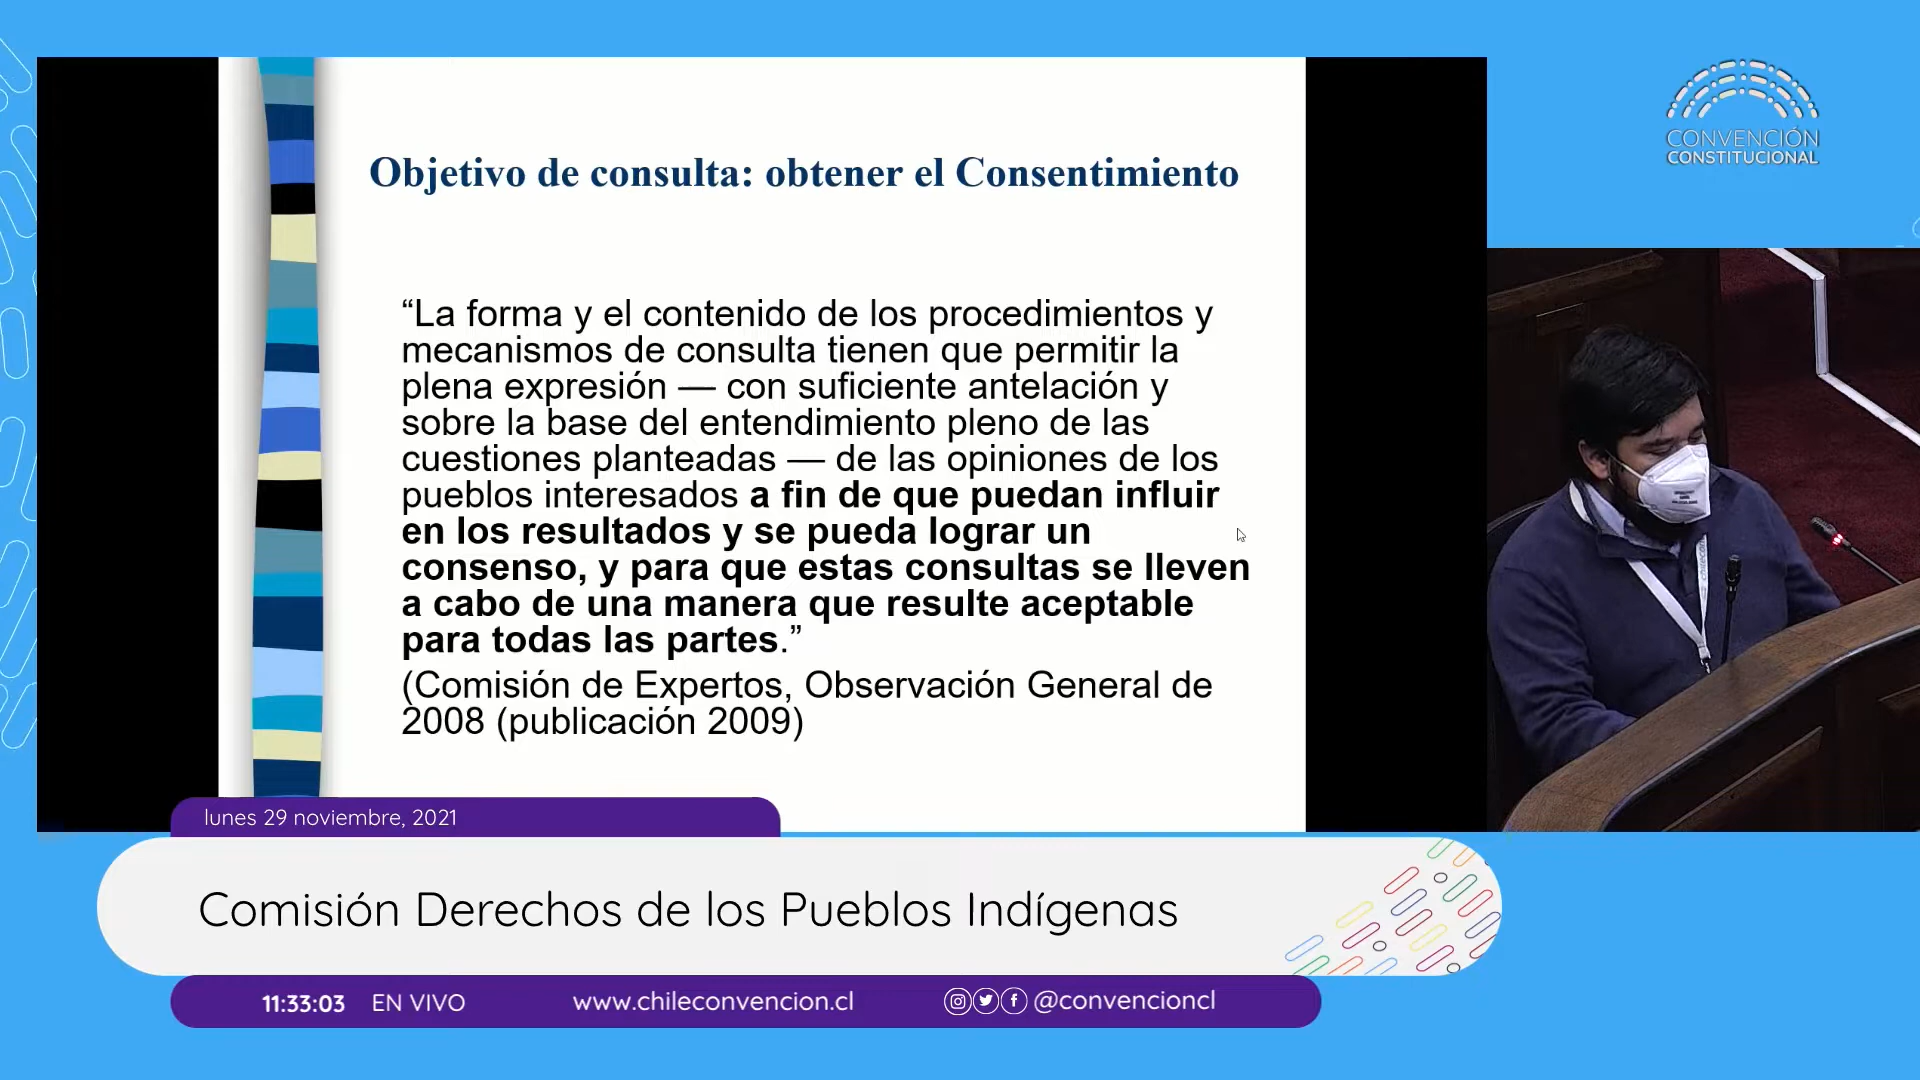 CONVENCIÓN
CONSTITUCIONAL
Objetivo de consulta: obtener el Consentimiento
“La forma y el contenido de los procedimientos y
mecanismos de consulta tienen que permitir la
plena expresión — con suficiente antelación y
sobre la base del entendimiento pleno de las
cuestiones planteadas — de las opiniones de los
pueblos interesados a fin de que puedan influir
en los resultados y se pueda lograr un
consenso, y para que estas consultas se lleven
a cabo de una manera que resulte aceptable
para todas las partes.”
(Comisión de Expertos, Observación General de
2008 (publicación 2009)
lunes 29 noviembre, 2021
Comisión Derechos de los Pueblos Indígenas
11:33:03 EN VIVO www.chileconvencion.cl @convencioncl